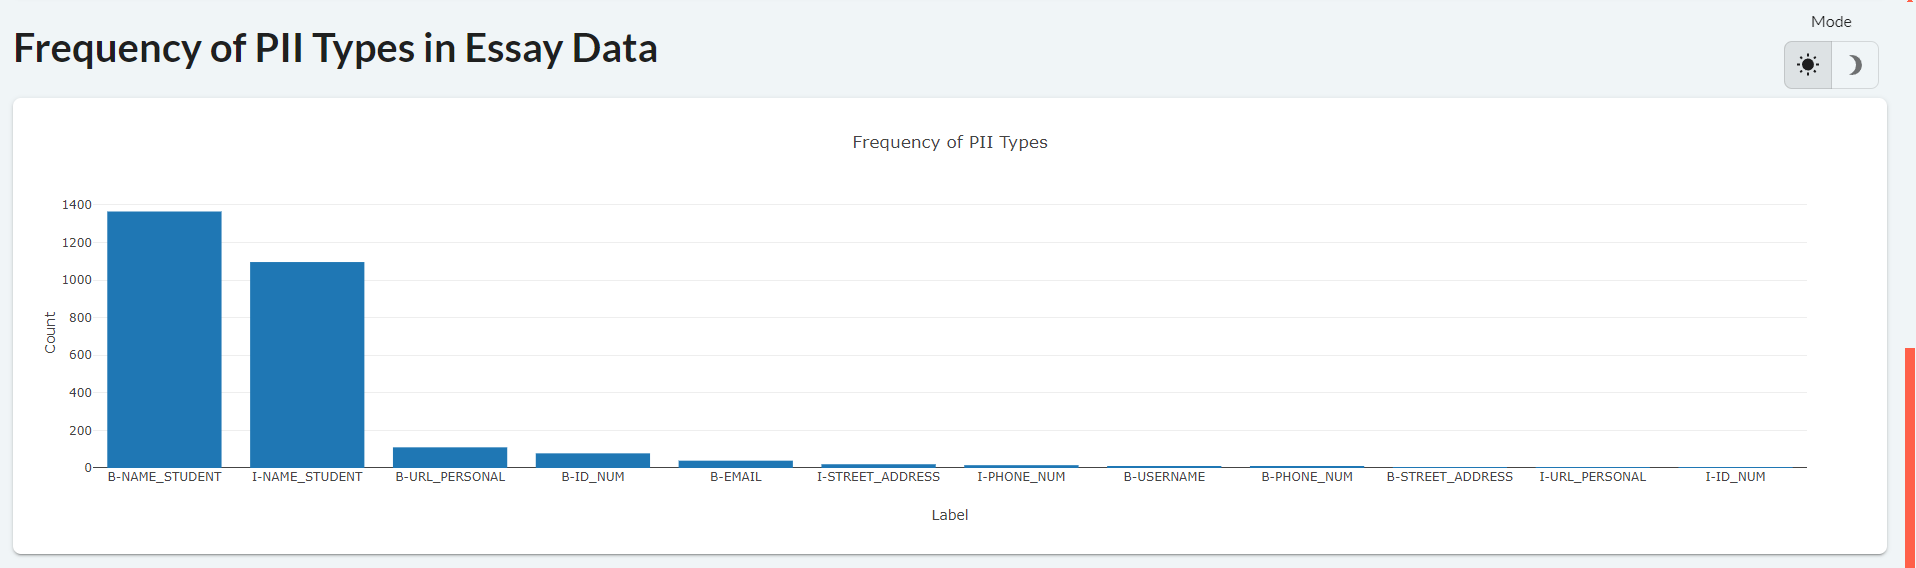 Mode
Frequency of PII Types in Essay Data
Frequency of PII Types
1400
1200
1000
800
600
400
200
0
Count
B-NAME_STUDENT I-NAME_STUDENT B-URL_PERSONAL B-ID_NUM B-EMAIL I-STREET_ADDRESS I-PHONE_NUM B-USERNAME B-PHONE_NUM B-STREET_ADDRESS I-URL_PERSONAL I-ID_NUM
Label